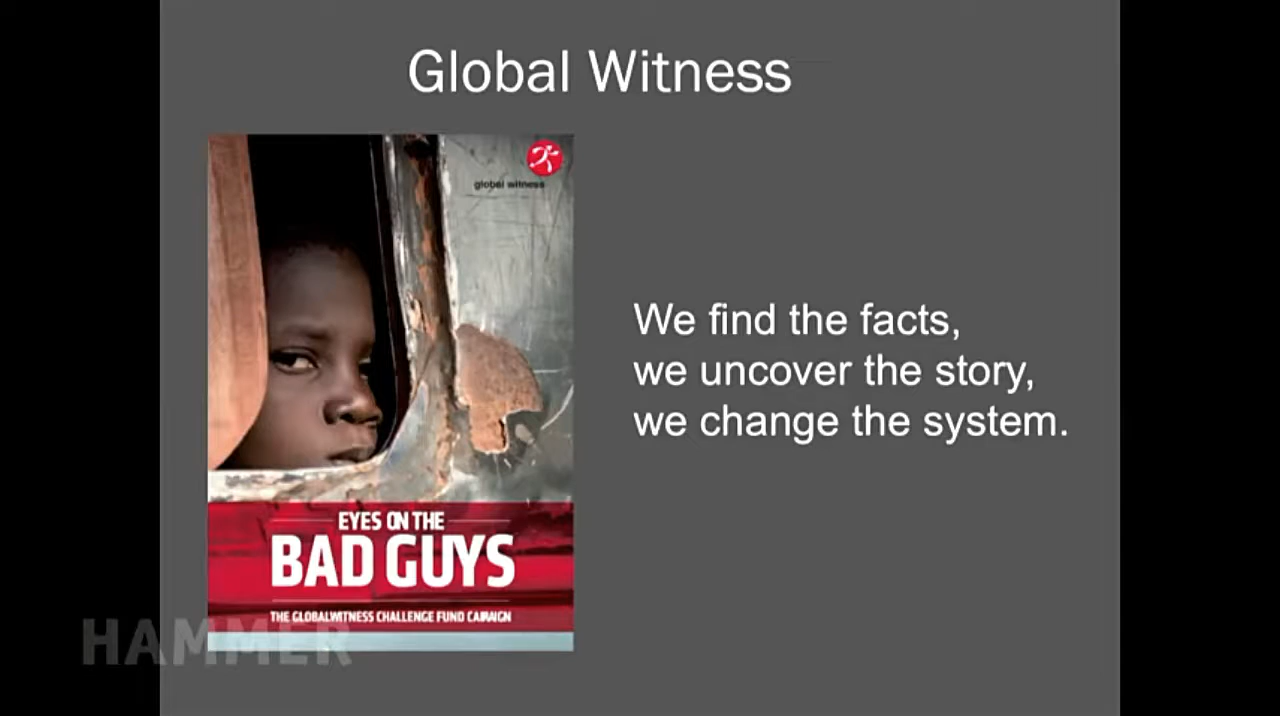 Global Witness
global witness
We find the facts,
we uncover the story,
we change the system.
EYES ON THE
BAD GUYS
THE GLOBALWITNESS CHALLENGE FUND CAMPAIGN
HAMMER